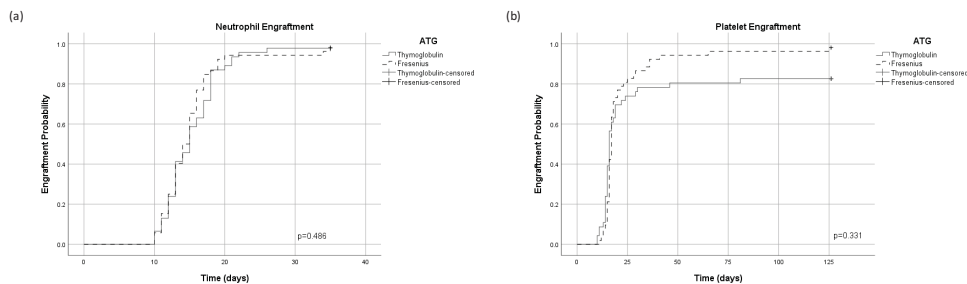 (a)
Neutrophil Engraftment
ATG
Thymoglobulin
Fresenius
Thymoglobulin-censored
Fresenius-censored
Engraftment Probability
1.0
0.8
0.6
0.4
0.2
0.0
p=0.486
0 10 20 30 40
Time (days)
(b)
Platelet Engraftment
ATG
Thymoglobulin
Fresenius
Thymoglobulin-censored
Fresenius-censored
Engraftment Probability
1.0
0.8
0.6
0.4
0.2
0.0
p=0.331
0 25 50 75 100 125
Time (days)